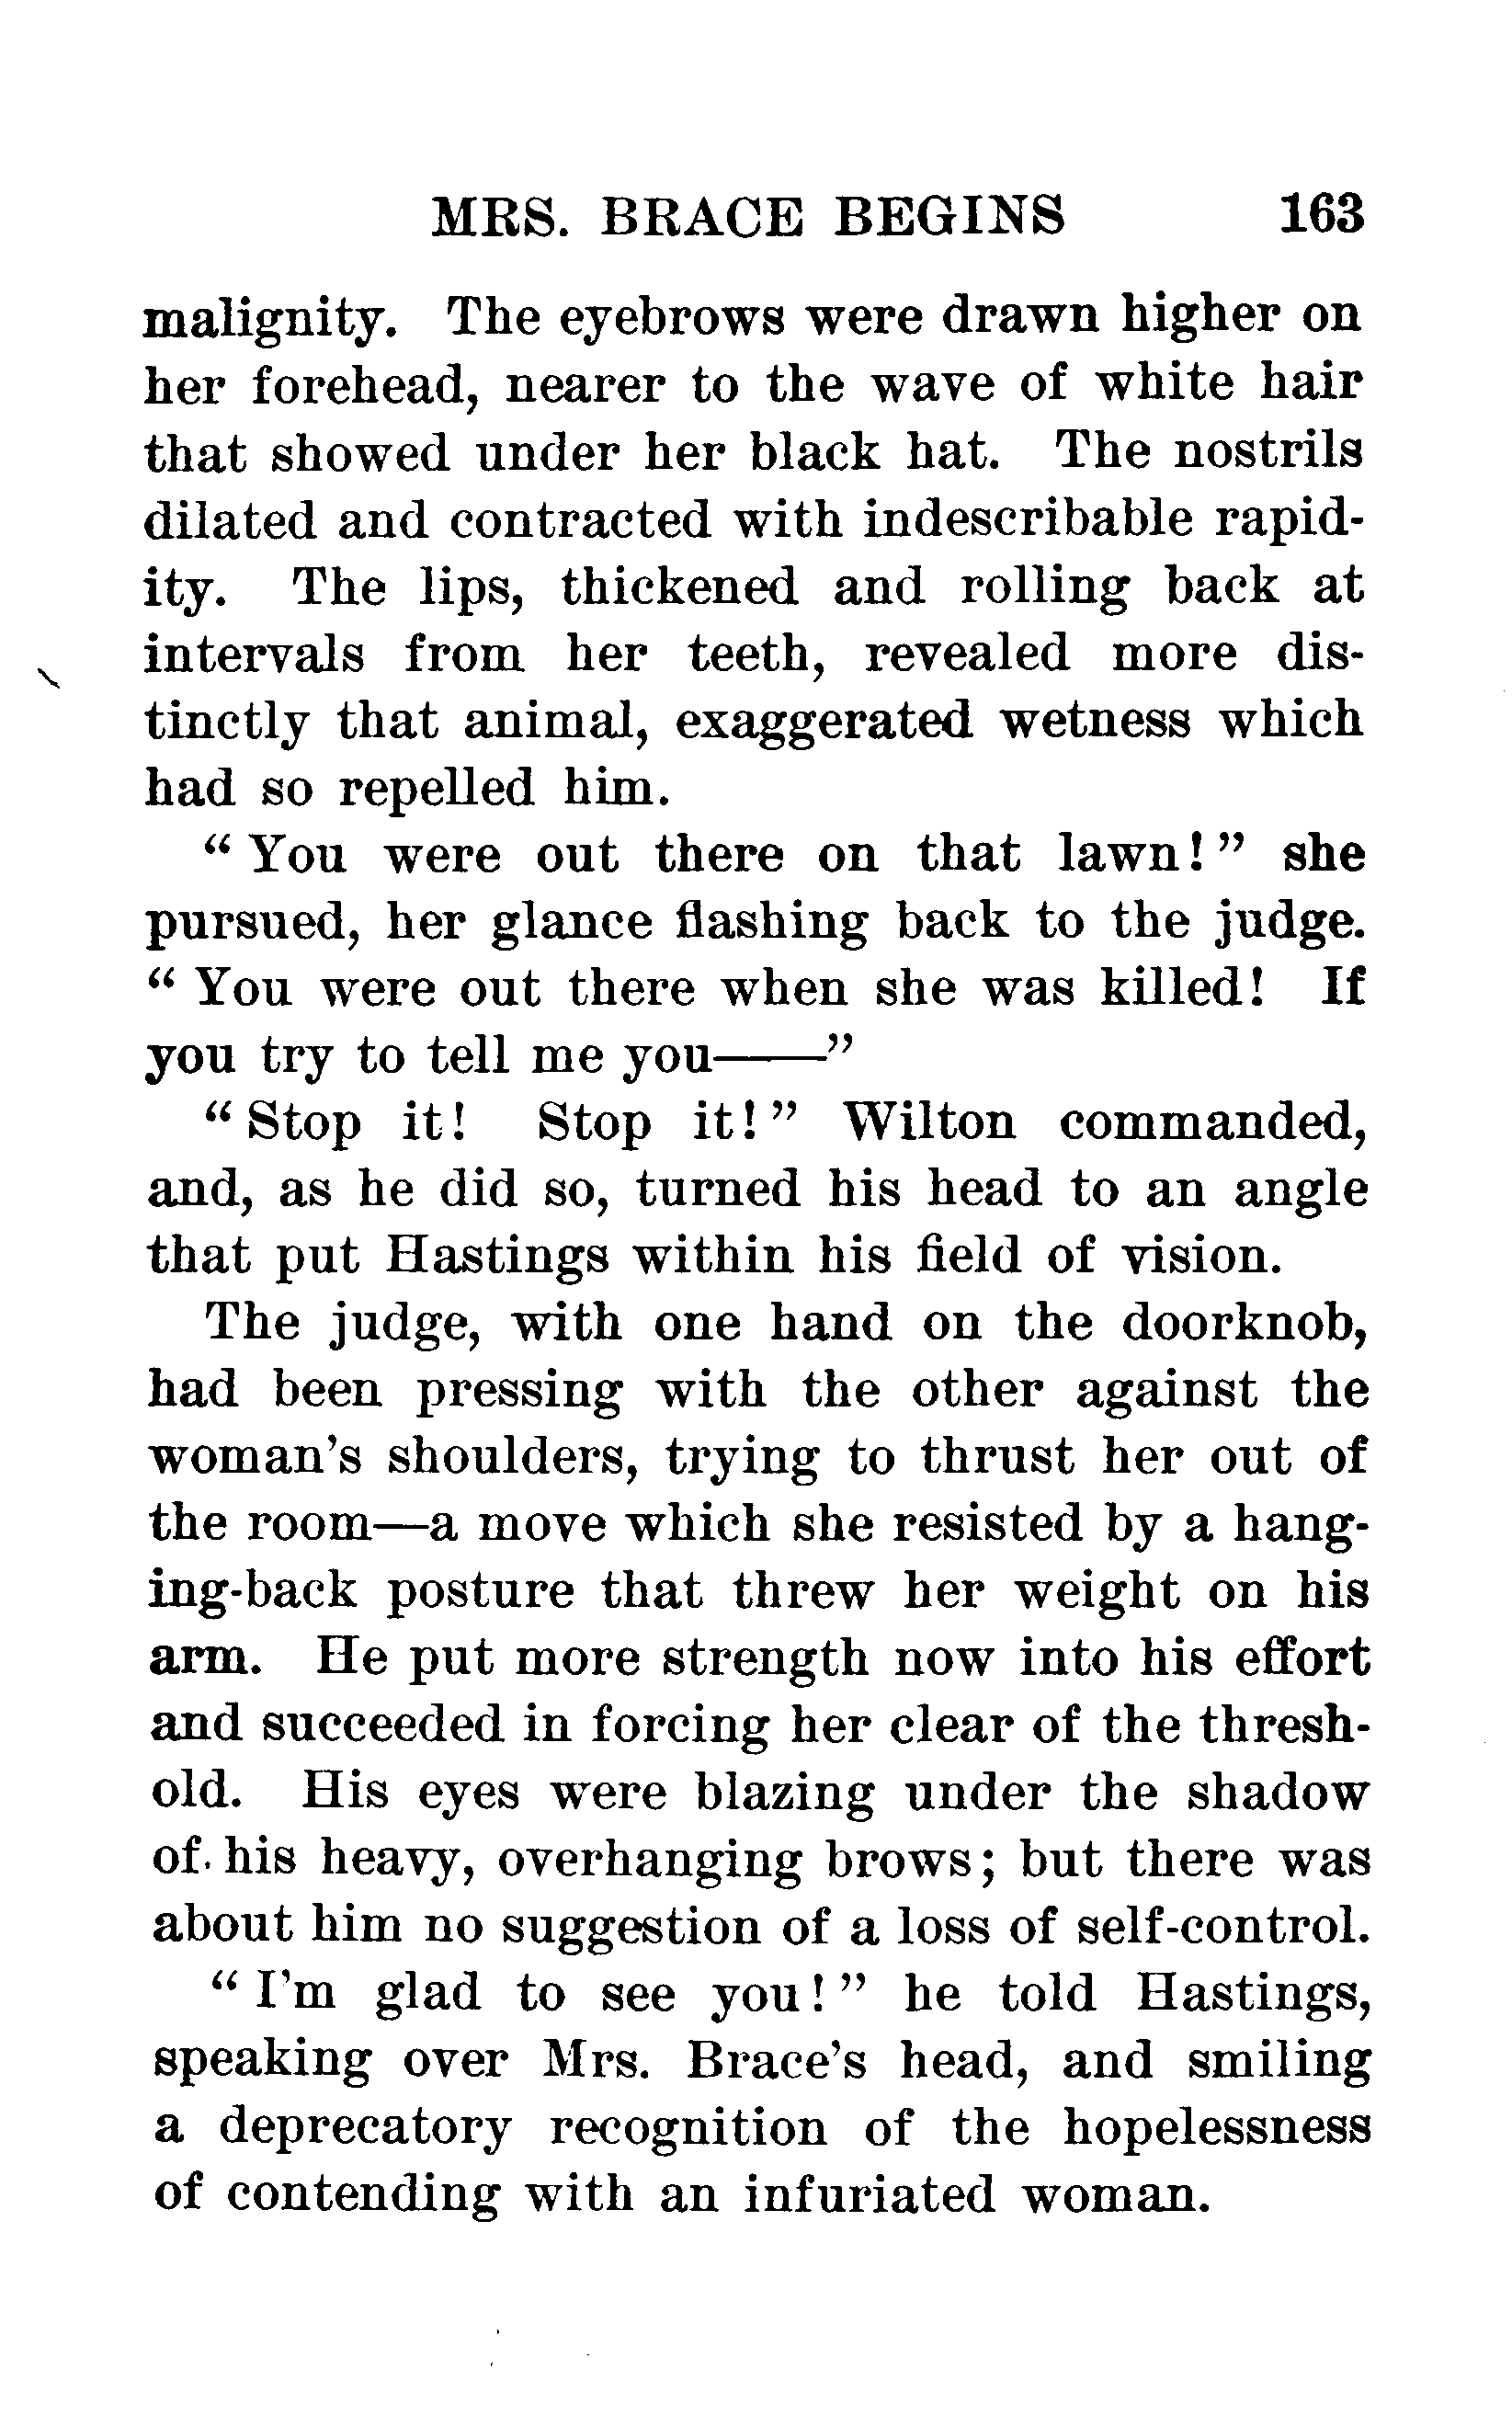 MRS. BRACE BEGINS 163
malignity. The eyebrows were drawn higher on
her forehead, nearer to the wave of white hair
that showed under her black hat. The nostrils
dilated and contracted with indescribable rapid-
ity. The lips, thickened and rolling back at
intervals from her teeth, revealed more dis-
tinctly that animal, exaggerated wetness which
had so repelled him.
“ You were out there on that lawn! ” she
pursued, her glance flashing back to the judge.
“ You were out there when she was killed! If
you try to tell me you——”
“ Stop it! Stop it! ” Wilton commanded,
and, as he did so, turned his head to an angle
that put Hastings within his field of vision.
The judge, with one hand on the doorknob,
had been pressing with the other against the
woman's shoulders, trying to thrust her out of
the room—a move which she resisted by a hang-
ing-back posture that threw her weight on his
arm. He put more strength now into his effort
and succeeded in forcing her clear of the thresh-
old. His eyes were blazing under the shadow
of his heavy, overhanging brows; but there was
about him no suggestion of a loss of self-control.
“ I'm glad to see you! ” he told Hastings,
speaking over Mrs. Brace's head, and smiling
a deprecatory recognition of the hopelessness
of contending with an infuriated woman.